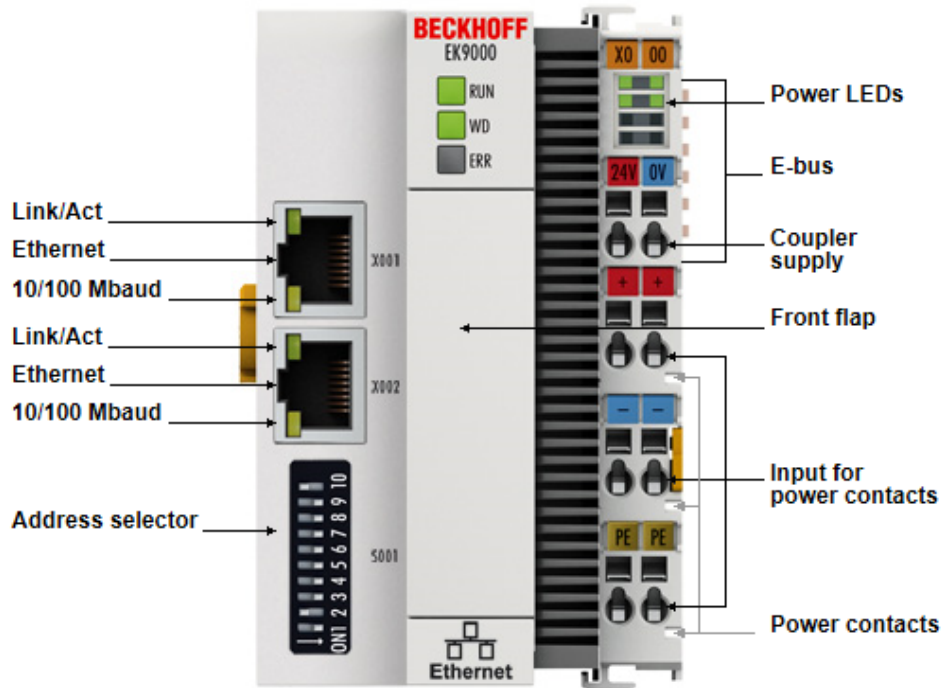 BECKHOFF
EK9000
RUN
WD
ERR
X0 00
24V 0V
+ +
− −
PE PE
Power LEDs
E-bus
Coupler
supply
Front flap
Input for
power contacts
Power contacts
Link/Act
Ethernet
10/100 Mbaud
X001
Link/Act
Ethernet
10/100 Mbaud
X002
Address selector
S001
ON 1 2 3 4 5 6 7 8 9 10
Ethernet